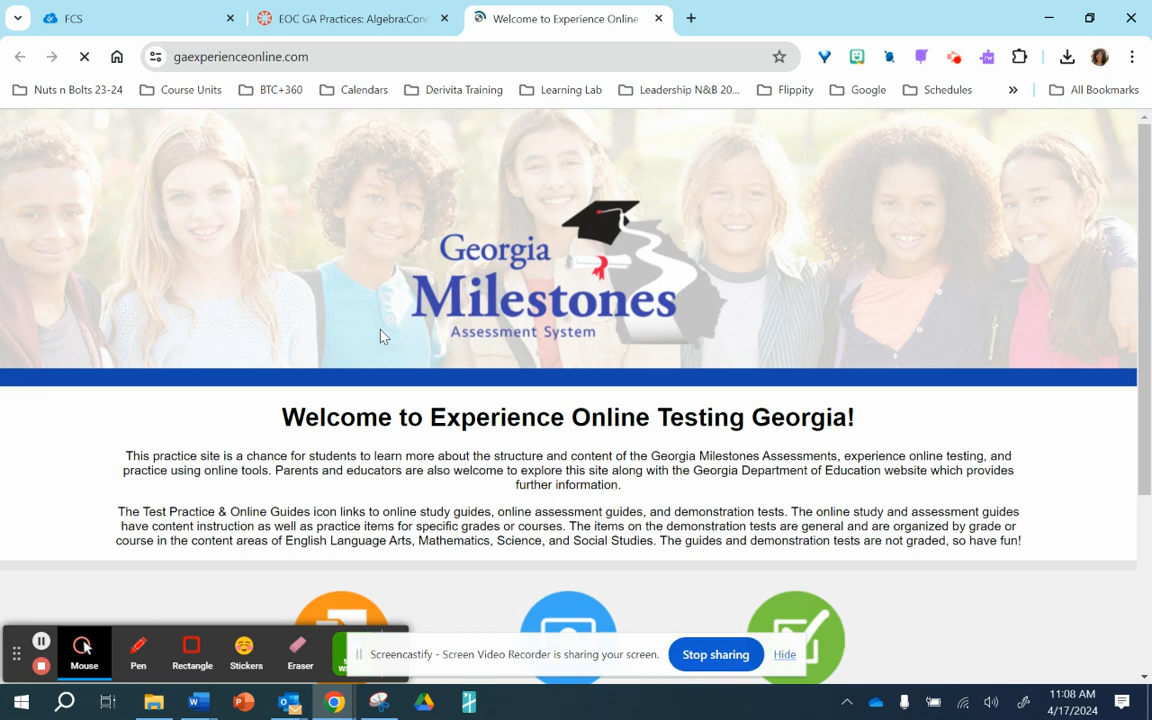 FCS
EOC GA Practices: Algebra:Conc
Welcome to Experience Online
gaexperienceonline.com
Nuts n Bolts 23-24
Course Units
BTC+360
Calendars
Derivita Training
Learning Lab
Leadership N&B 20...
Flippity
Google
Schedules
»
All Bookmarks
Georgia
Milestones
Assessment System
Welcome to Experience Online Testing Georgia!
This practice site is a chance for students to learn more about the structure and content of the Georgia Milestones Assessments, experience online testing, and
practice using online tools. Parents and educators are also welcome to explore this site along with the Georgia Department of Education website which provides
further information.
The Test Practice & Online Guides icon links to online study guides, online assessment guides, and demonstration tests. The online study and assessment guides
have content instruction as well as practice items for specific grades or courses. The items on the demonstration tests are general and are organized by grade or
course in the content areas of English Language Arts, Mathematics, Science, and Social Studies. The guides and demonstration tests are not graded, so have fun!
Mouse
Pen
Rectangle
Stickers
Eraser
Screencastify - Screen Video Recorder is sharing your screen.
Stop sharing
Hide
11:08 AM
4/17/2024